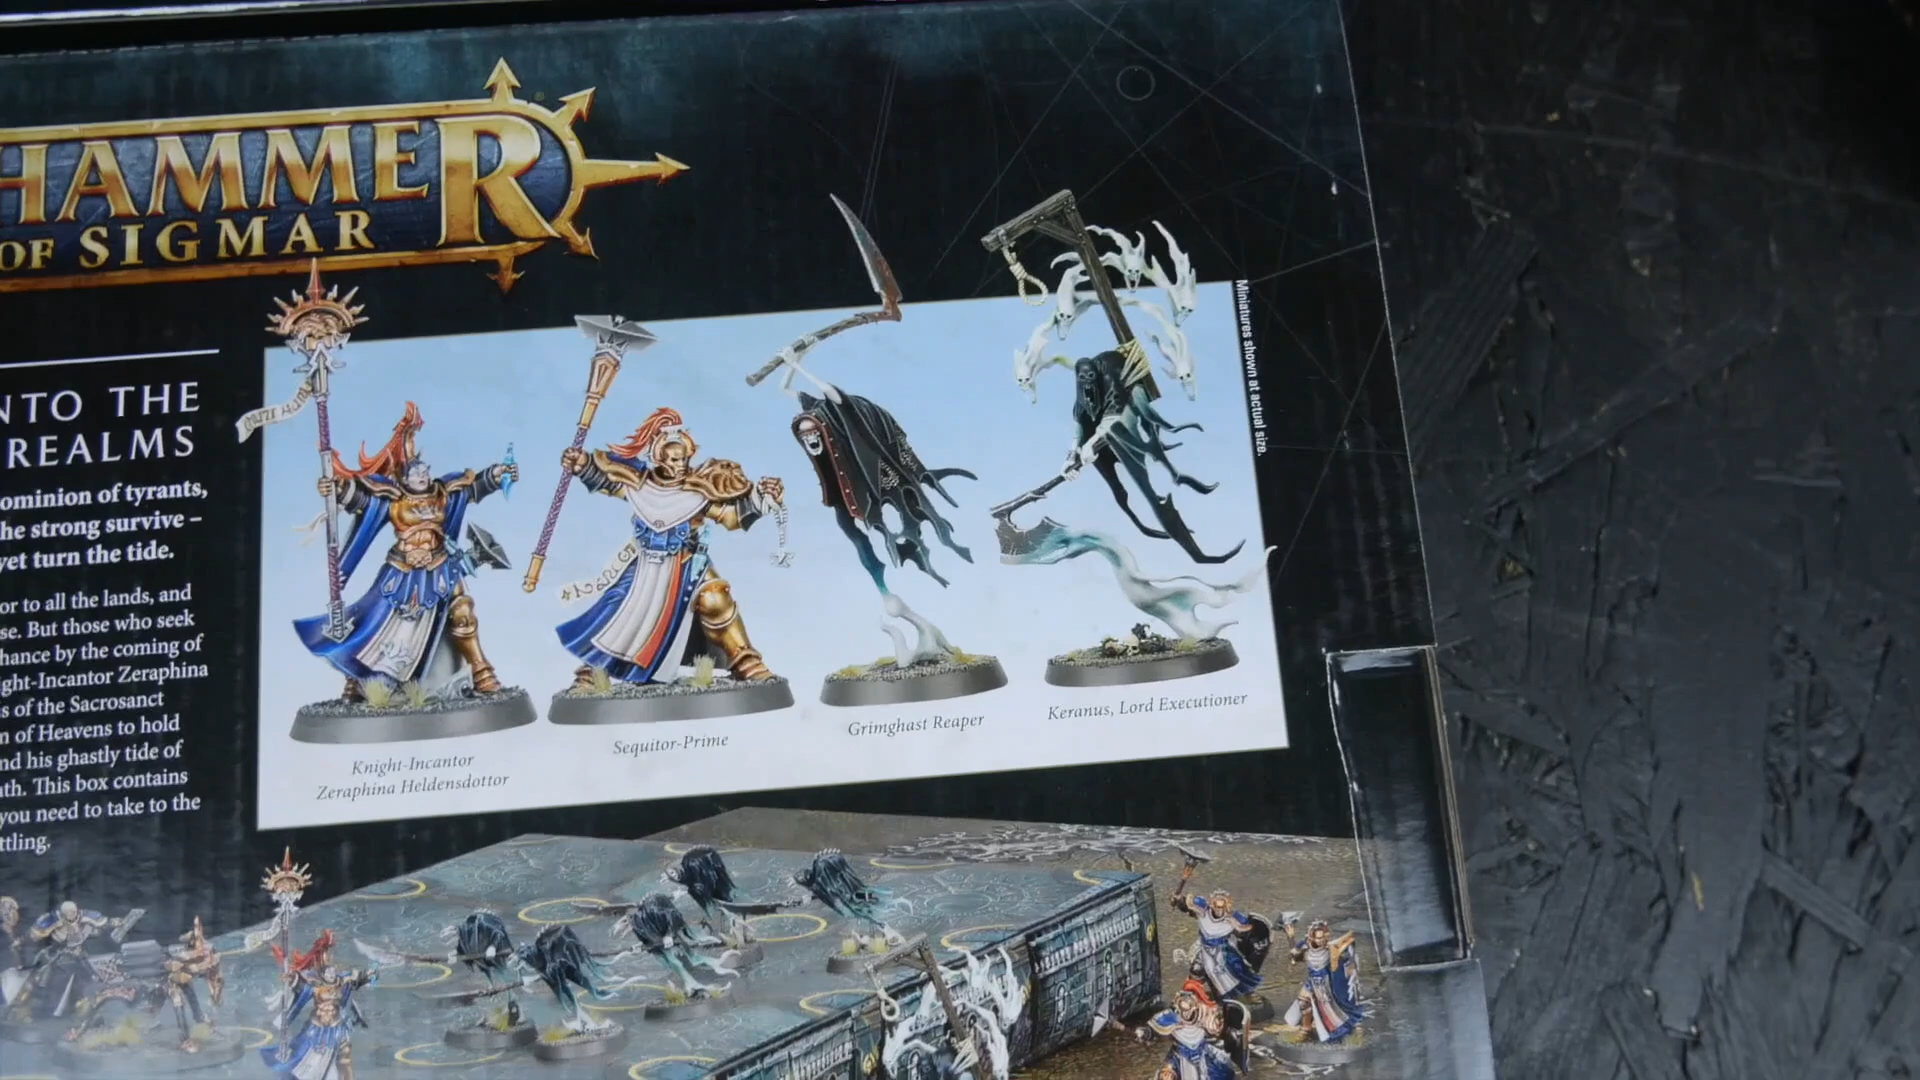 HAMMER
OF SIGMAR
NTO THE
REALMS
ominion of tyrants,
he strong survive –
yet turn the tide.
or to all the lands, and
se. But those who seek
hance by the coming of
ght-Incantor Zeraphina
s of the Sacrosanct
n of Heavens to hold
nd his ghastly tide of
ath. This box contains
you need to take to the
ttling.
Knight-Incantor
Zeraphina Heldensdottor
Sequitor-Prime
Grimghast Reaper
Keranus, Lord Executioner
Miniatures shown at actual size.